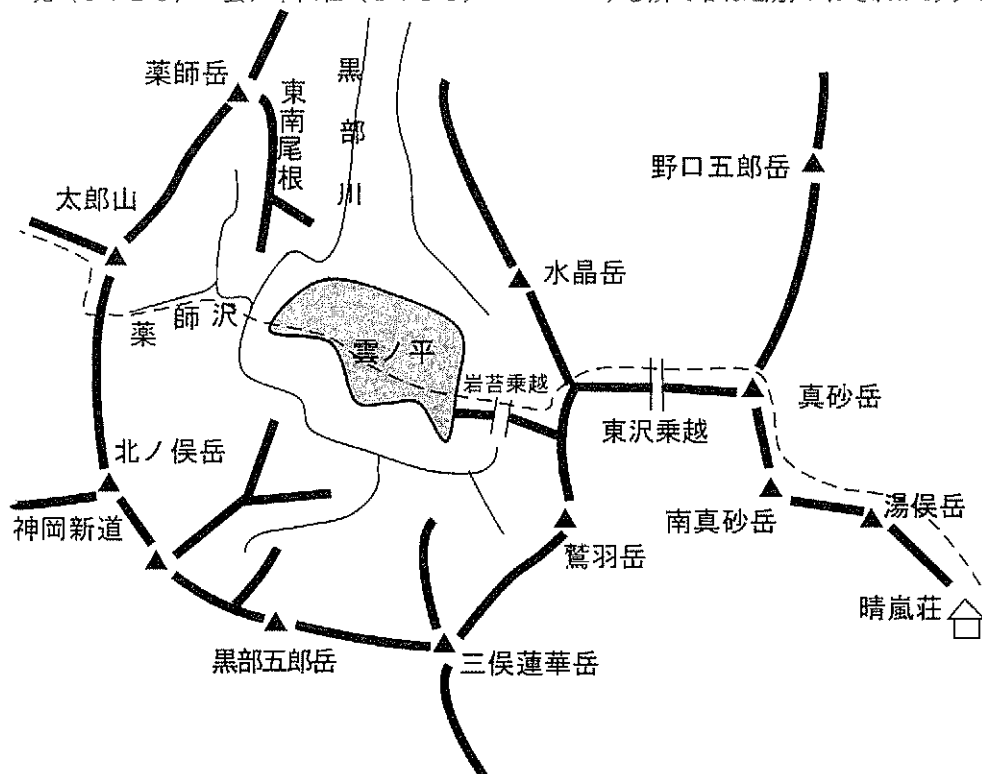 薬師岳
東南尾根
黒部川
野口五郎岳
太郎山
水晶岳
薬師沢
雲ノ平
岩苔乗越
真砂岳
東沢乗越
北ノ俣岳
神岡新道
南真砂岳
湯俣岳
鷲羽岳
晴嵐荘
黒部五郎岳
三俣蓮華岳